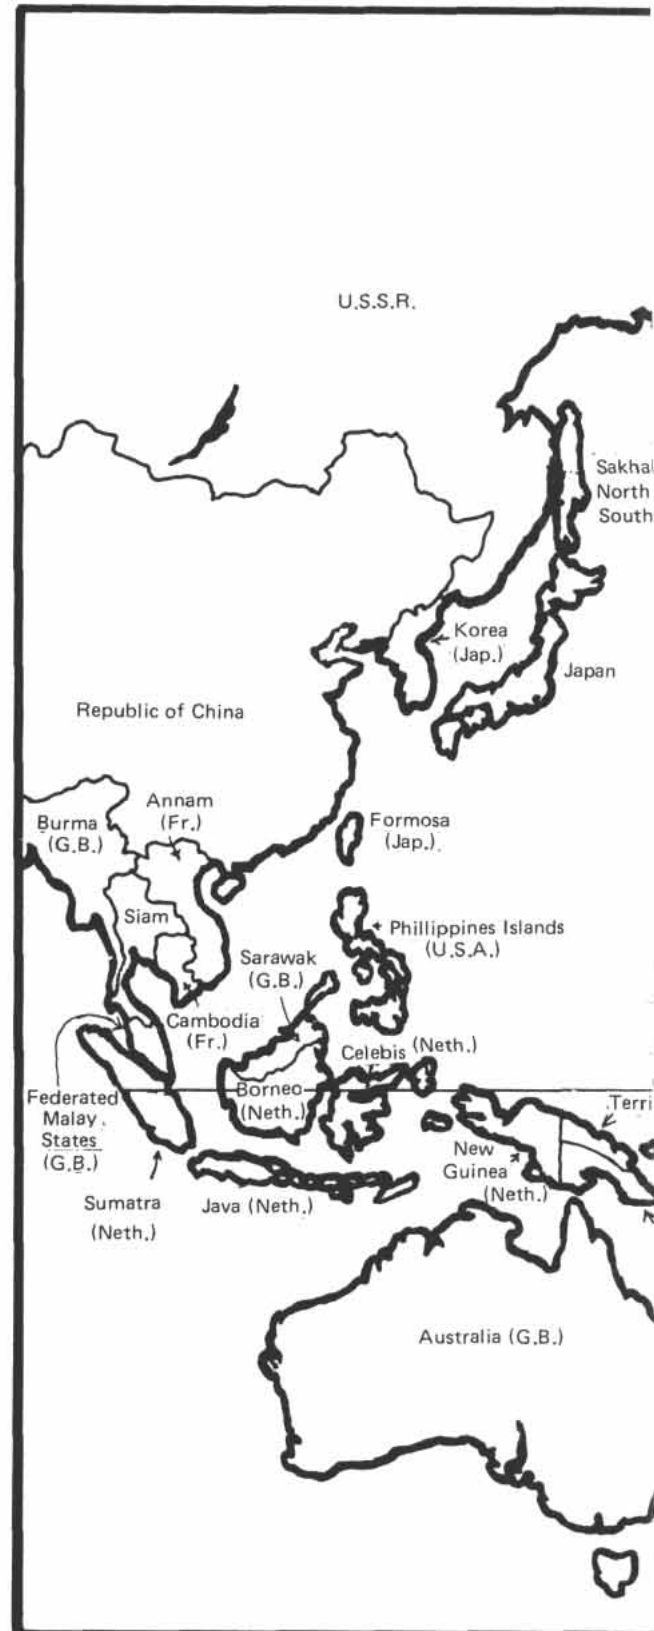 U.S.S.R.
Sakhal
North
South
Korea
(Jap.)
Japan
Republic of China
Annam
(Fr.)
Burma
(G.B.)
Formosa
(Jap.)
Siam
Phillippines Islands
(U.S.A.)
Sarawak
(G.B.)
Cambodia
(Fr.)
Celebis (Neth.)
Borneo
(Neth.)
Federated
Malay
States
(G.B.)
Terri
New
Guinea
(Neth.)
Sumatra
(Neth.)
Java (Neth.)
Australia (G.B.)